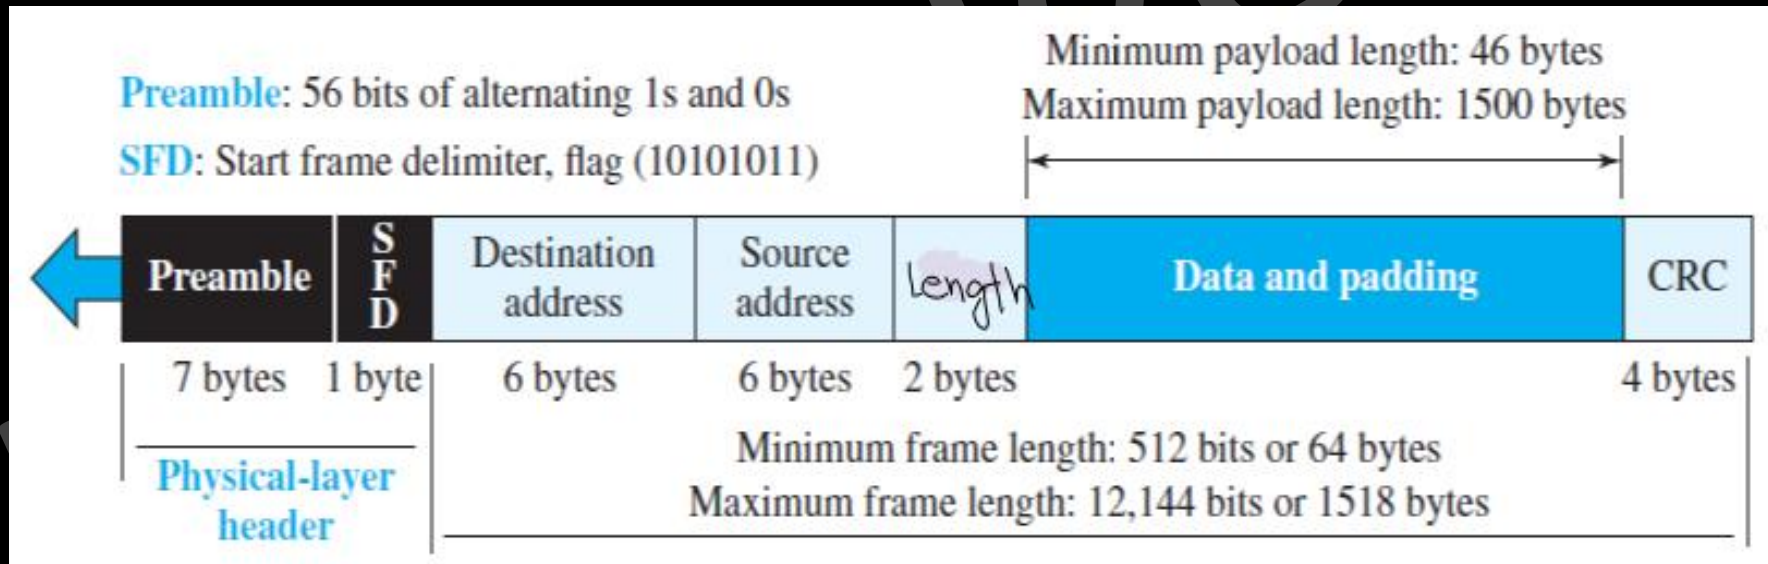 Minimum payload length: 46 bytes
Preamble: 56 bits of alternating 1s and 0s
Maximum payload length: 1500 bytes
SFD: Start frame delimiter, flag (10101011)
Preamble
SFD
Destination
address
Source
address
Length
Data and padding
CRC
7 bytes 1 byte 6 bytes 6 bytes 2 bytes 4 bytes
Physical-layer
header
Minimum frame length: 512 bits or 64 bytes
Maximum frame length: 12,144 bits or 1518 bytes